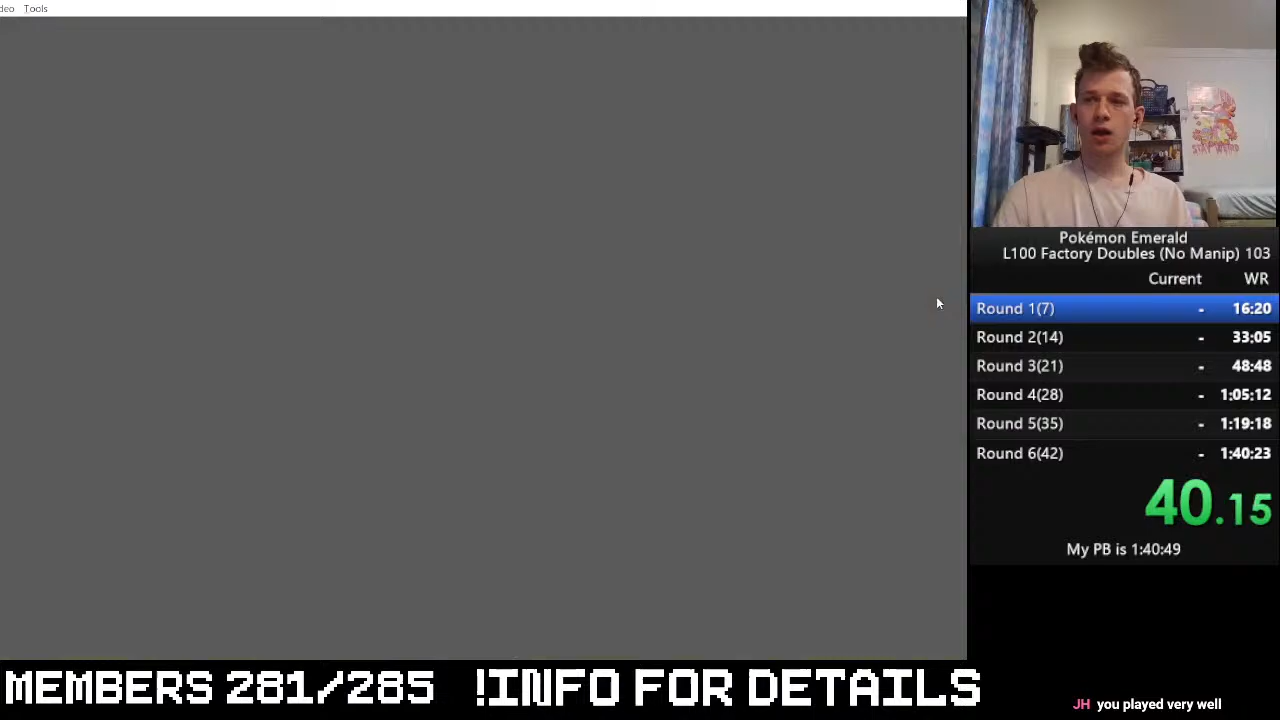 deo Tools
Pokémon Emerald
L100 Factory Doubles (No Manip) 103
Current WR
Round 1(7) - 16:20
Round 2(14) - 33:05
Round 3(21) - 48:48
Round 4(28) - 1:05:12
Round 5(35) - 1:19:18
Round 6(42) - 1:40:23
40.15
My PB is 1:40:49
MEMBERS 281/285 !INFO FOR DETAILS
JH you played very well